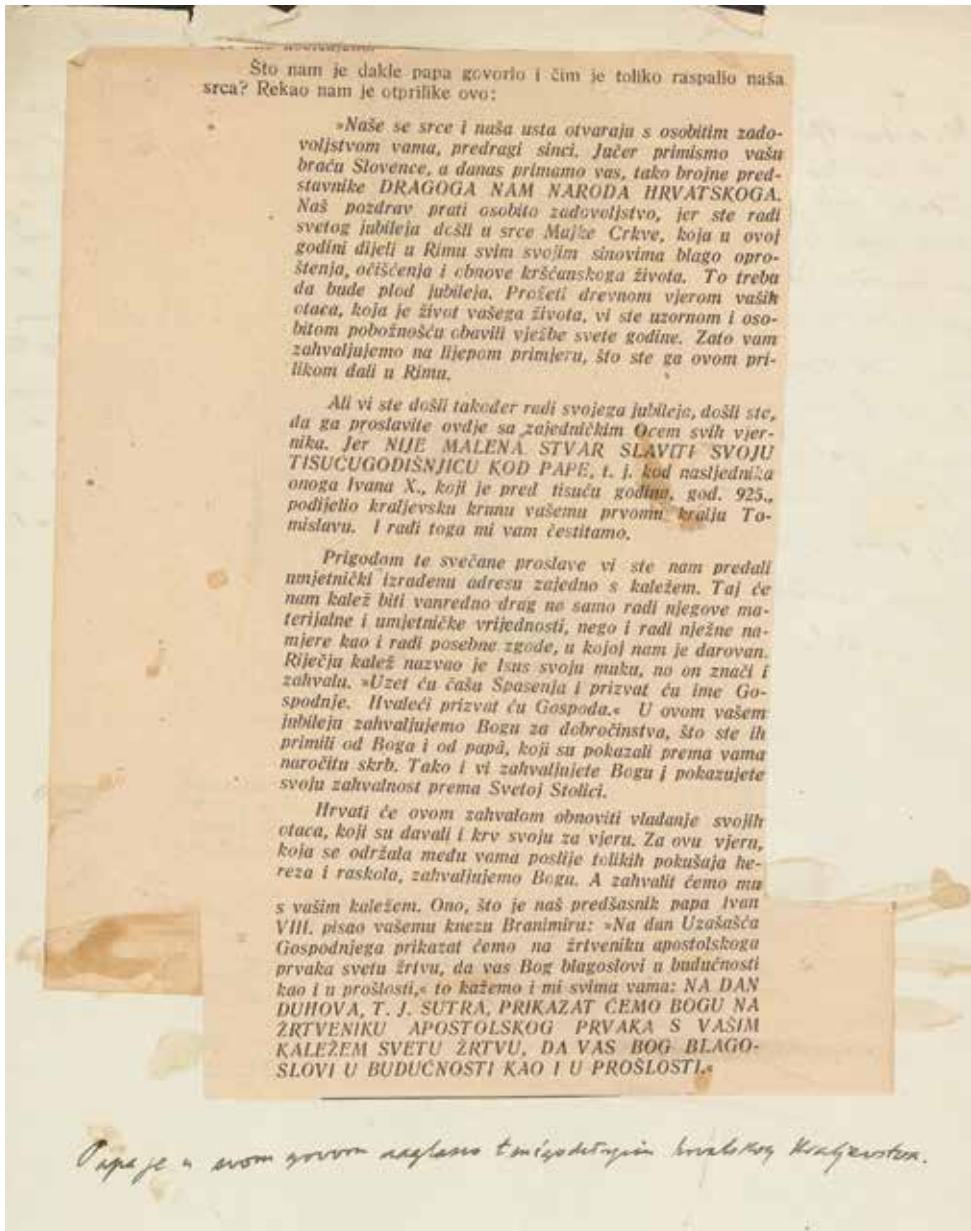 Što nam je dakle papa govorio i čim je toliko raspalio naša
srca? Rekao nam je otprilike ovo:
»Naše se srce i naša usta otvaraju s osobitim zado-
voljstvom vama, predragi sinci. Jučer primismo vašu
braću Slovence, a danas primamo vas, tako brojne pred-
stavnike DRAGOGA NAM NARODA HRVATSKOGA.
Naš pozdrav prati osobito zadovoljstvo, jer ste radi
svetog jubileja došli u srce Majke Crkve, koja u ovoj
godini dijeli u Rimu svim svojim sinovima blago opro-
štenja, očišćenja i obnove kršćanskoga života. To treba
da bude plod jubileja. Prožeti drevnom vjerom vaših
otaca, koja je život vašega života, vi ste uzornom i oso-
bitom pobožnošću obavili vježbe svete godine. Zato vam
zahvaljujemo na lijepom primjeru, što ste ga ovom pri-
likom dali u Rimu.
Ali vi ste došli također radi svojega jubileja, došli ste,
da ga proslavite ovdje sa zajedničkim Ocem svih vjer-
nika. Jer NIJE MALENA STVAR SLAVITI SVOJU
TISUĆUGODIŠNJICU KOD PAPE, t. j. kod nasljednika
onoga Ivana X., koji je pred tisuću godina, god. 925.,
podijelio kraljevsku krunu vašemu prvomu kralju To-
mislavu. I radi toga mi vam čestitamo.
Prigodom te svečane proslave vi ste nam predali
umjetnički izrađenu adresu zajedno s kaležem. Taj će
nam kalež biti vanredno drag ne samo radi njegove ma-
terijalne i umjetničke vrijednosti, nego i radi nježne na-
mjere kao i radi posebne zgode, u kojoj nam je darovan.
Riječju kalež nazvao je Isus svoju muku, no on znači i
zahvalu. »Uzet ću čašu Spasenja i prizvat ću ime Go-
spodnje. Hvaleći prizvat ću Gospoda.« U ovom vašem
jubileju zahvaljujemo Bogu za dobročinstva, što ste ih
primili od Boga i od papâ, koji su pokazali prema vama
naročitu skrb. Tako i vi zahvaljujete Bogu i pokazujete
svoju zahvalnost prema Svetoj Stolici.
Hrvati će ovom zahvalom obnoviti vladanje svojih
otaca, koji su davali i krv svoju za vjeru. Za ovu vjeru,
koja se održala među vama poslije tolikih pokušaja he-
reza i raskola, zahvaljujemo Bogu. A zahvalit ćemo mu
s vašim kaležem. Ono, što je naš predšasnik papa Ivan
VIII. pisao vašemu knezu Branimiru: »Na dan Uzašašća
Gospodnjega prikazat ćemo na žrtveniku apostolskoga
prvaka svetu žrtvu, da vas Bog blagoslovi u budućnosti
kao i u prošlosti,« to kažemo i mi svima vama: NA DAN
DUHOVA, T. J. SUTRA, PRIKAZAT ĆEMO BOGU NA
ŽRTVENIKU APOSTOLSKOG PRVAKA S VAŠIM
KALEŽEM SVETU ŽRTVU, DA VAS BOG BLAGO-
SLOVI U BUDUĆNOSTI KAO I U PROŠLOSTI.«
Papa je u svom govoru naglasio hrvatskog Kraljevstva.